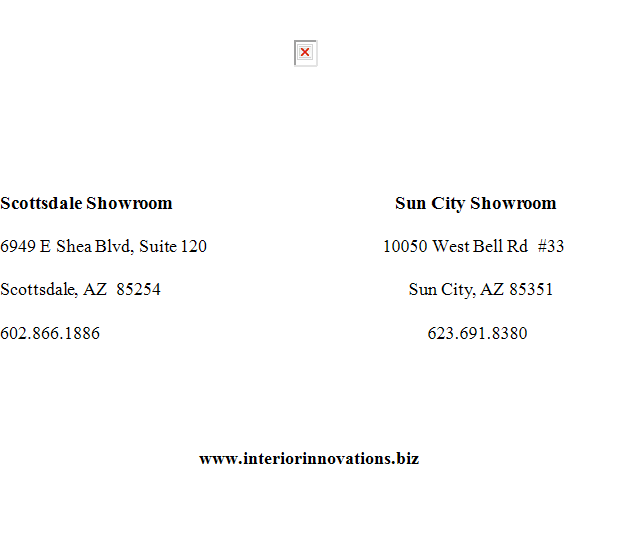 Scottsdale Showroom
6949 E Shea Blvd, Suite 120
Scottsdale, AZ  85254
602.866.1886
Sun City Showroom
10050 West Bell Rd  #33
Sun City, AZ 85351
623.691.8380
www.interiorinnovations.biz